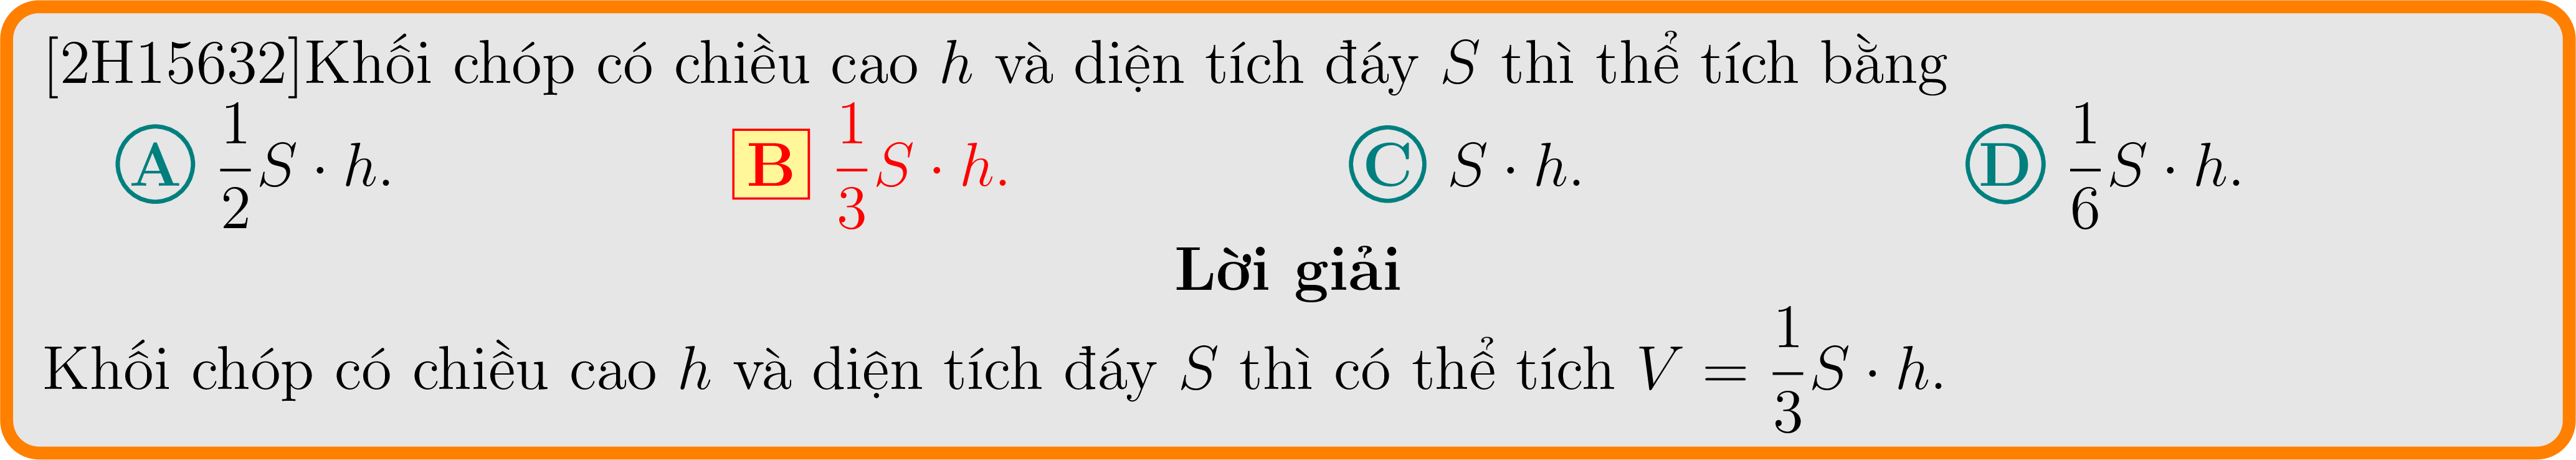 [2H15632]Khối chóp có chiều cao h và diện tích đáy S thì thể tích bằng
A 1/2 S · h. B 1/3 S · h. C S · h. D 1/6 S · h.
Lời giải
Khối chóp có chiều cao h và diện tích đáy S thì có thể tích V = 1/3 S · h.